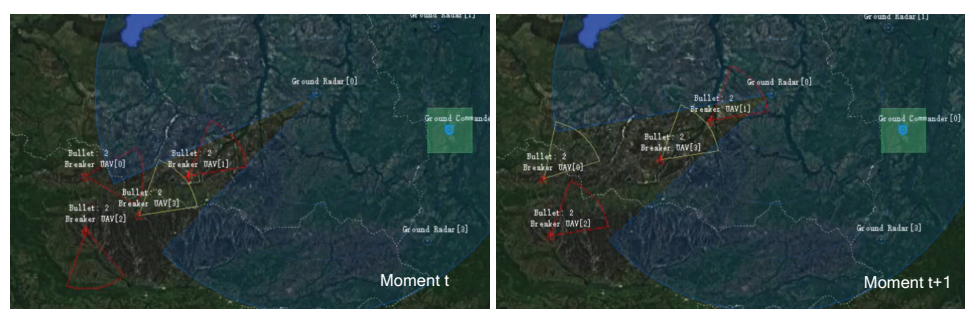 Ground Radar[1]
Ground Radar[0]
Ground Commande
Bullet: 2
Breaker UAV[0]
Bullet: 2
Breaker UAV[1]
Bullet: 2
Breaker UAV[3]
Bullet: 2
Breaker UAV[2]
Ground Radar[3]
Moment t
Ground Radar[1]
Ground Radar[0]
Bullet: 2
Breaker UAV[1]
Ground Commander[0]
Bullet: 2
Breaker UAV[3]
Bullet: 2
Breaker UAV[0]
Bullet: 2
Breaker UAV[2]
Ground Radar[3]
Moment t+1